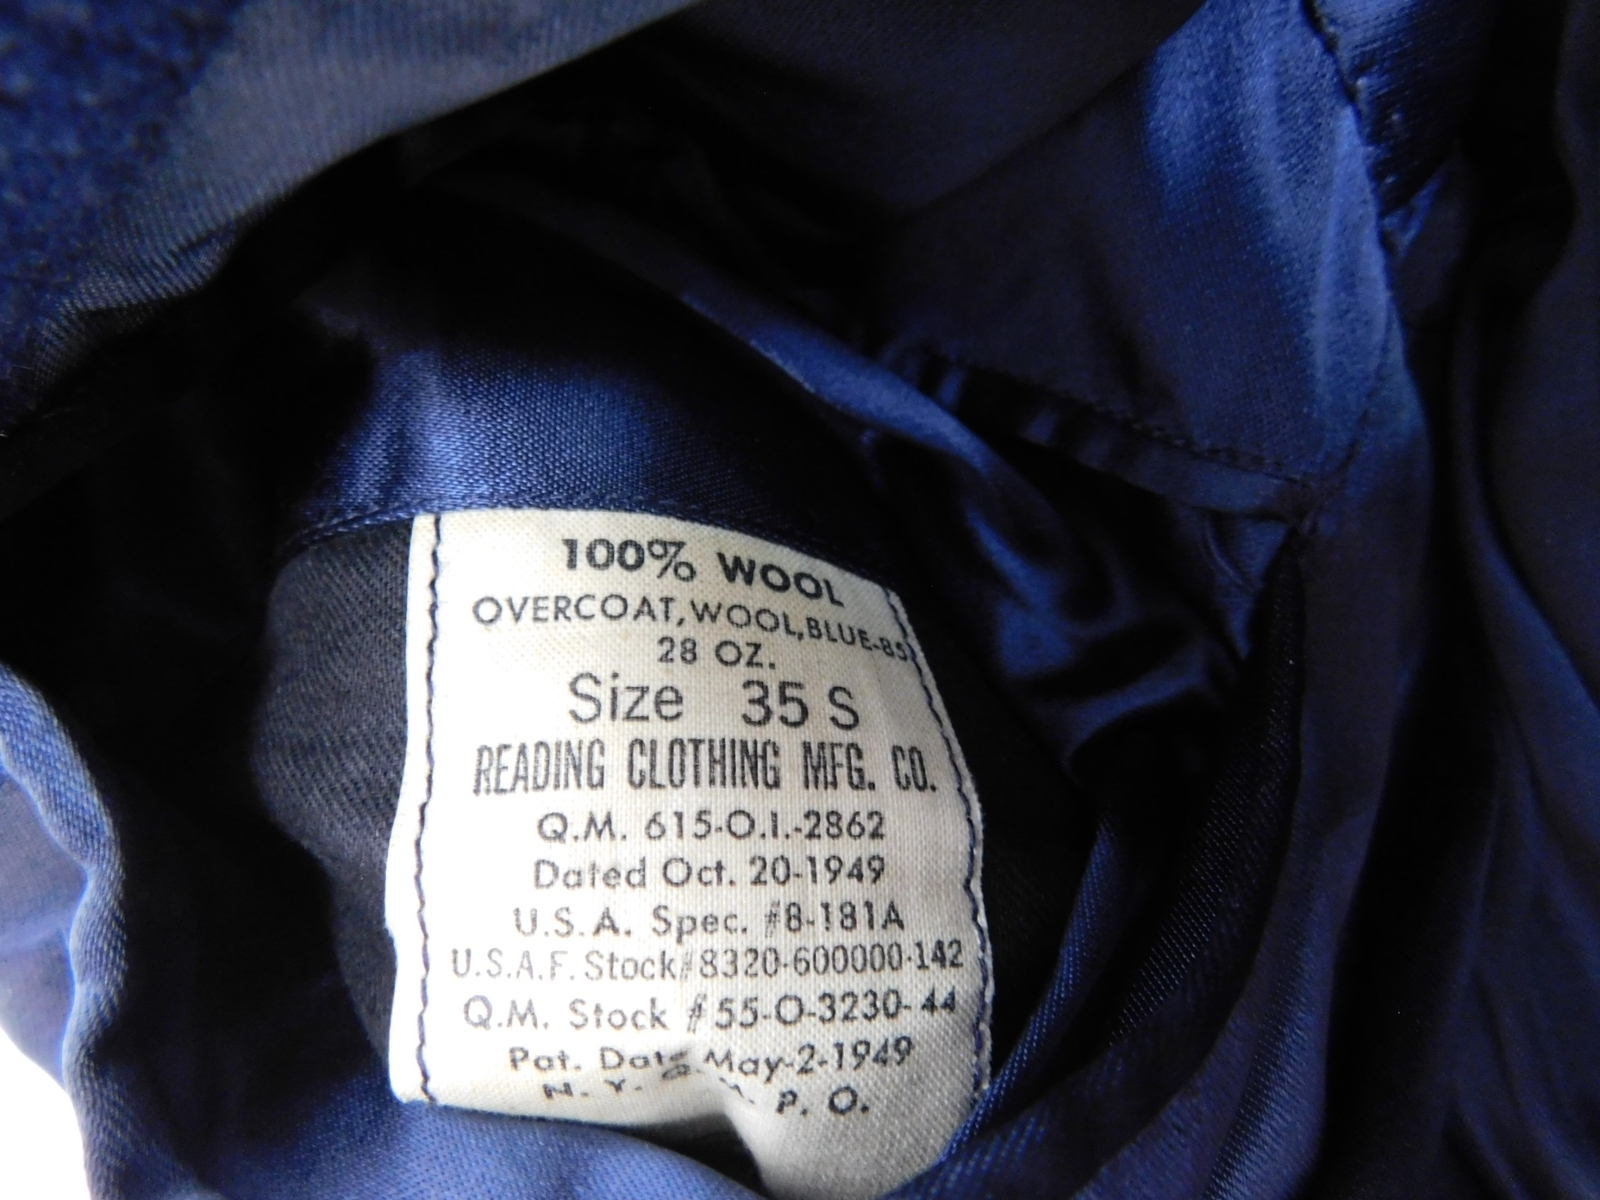 100% WOOL
OVERCOAT, WOOL, BLUE-85
28 OZ.
Size 35 S
READING CLOTHING MFG. CO.
Q.M. 615-O.I.-2862
Dated Oct. 20-1949
U.S.A. Spec. #8-181A
U.S.A.F. Stock#8320-600000-142
Q.M. Stock #55-O-3230-44
Pat. Date May-2-1949
N. Y. Q. M. P. O.